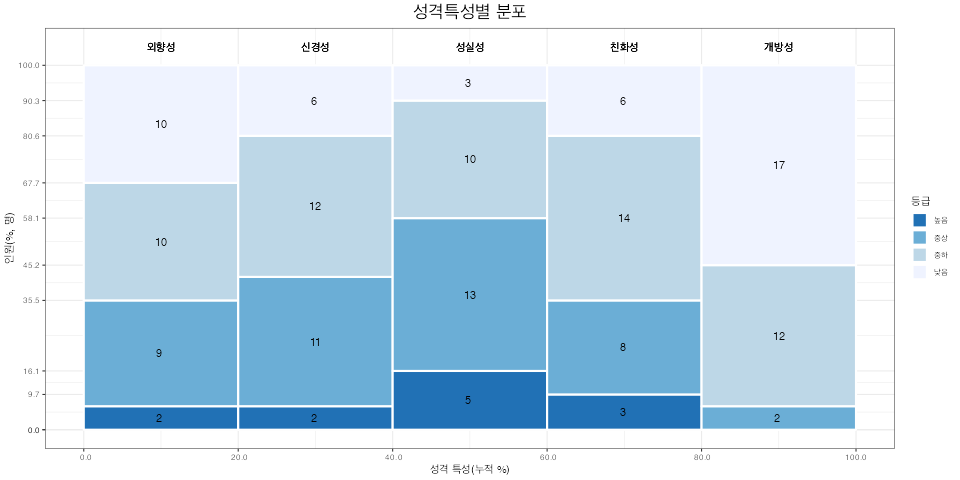 성격특성별 분포
외향성 신경성 성실성 친화성 개방성
100.0
90.3
80.6
67.7
58.1
45.2
35.5
16.1
9.7
0.0
인원(%, 명)
10 6 3 6 17
10 12 10 14 12
9 11 13 8 2
2 2 5 3
0.0 20.0 40.0 60.0 80.0 100.0
성격 특성(누적 %)
등급
높음
중상
중하
낮음